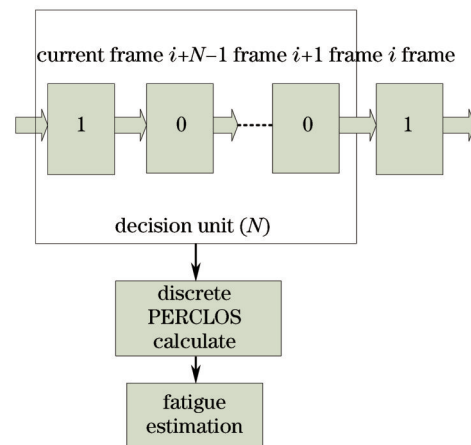 current frame i+N−1 frame i+1 frame i frame
1 0 0 1
decision unit (N)
discrete
PERCLOS
calculate
fatigue
estimation